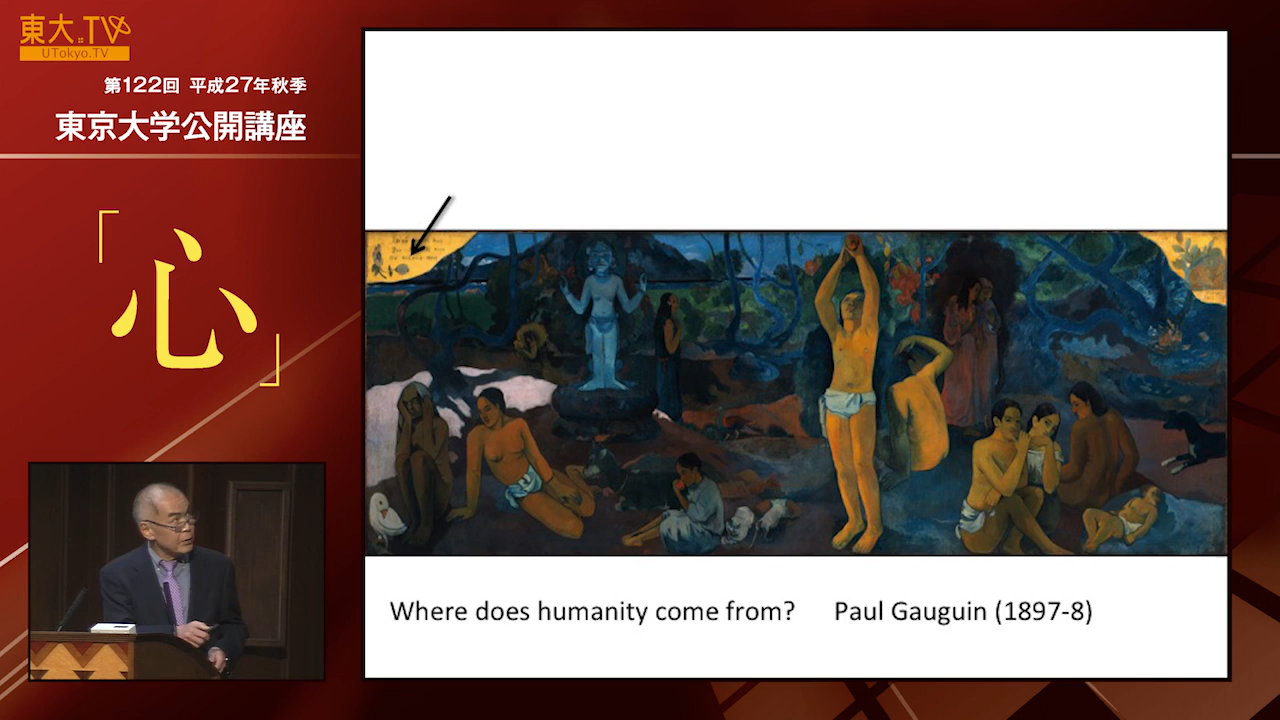 東大.TV
UTokyo.TV
第122回 平成27年秋季
東京大学公開講座
「心」
Where does humanity come from? Paul Gauguin (1897-8)